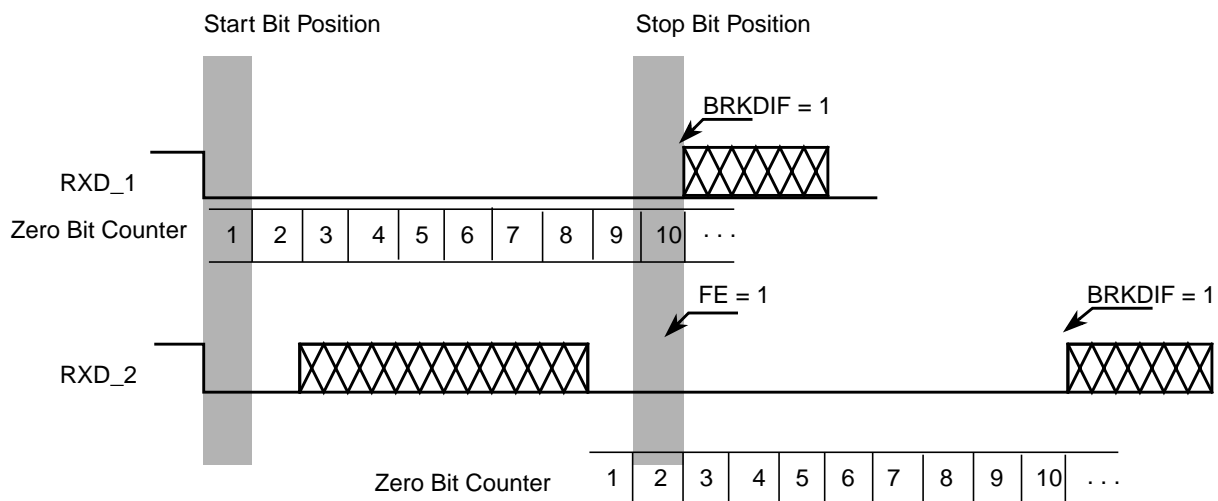 Start Bit Position Stop Bit Position
BRKDIF = 1
RXD_1
Zero Bit Counter 1 2 3 4 5 6 7 8 9 10 . . .
FE = 1 BRKDIF = 1
RXD_2
Zero Bit Counter 1 2 3 4 5 6 7 8 9 10 . . .